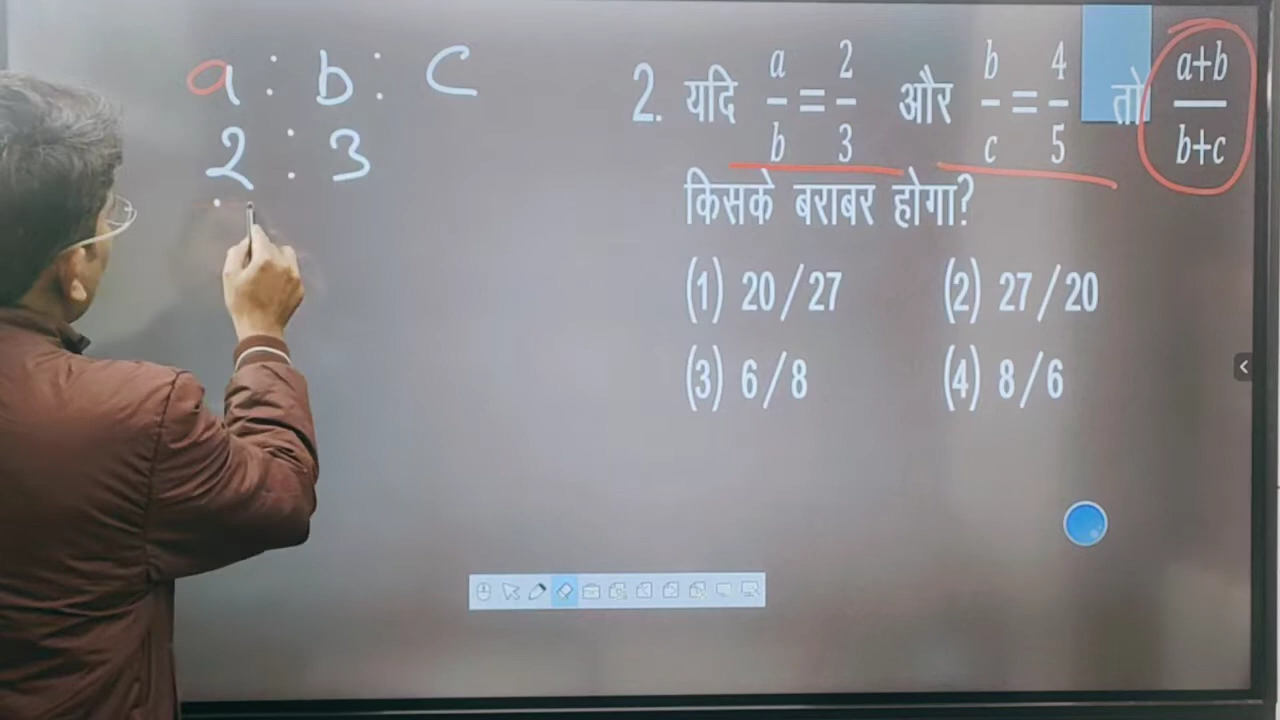 a : b : c
2 : 3
2. यदि a/b = 2/3 और b/c = 4/5 तो a+b/b+c
किसके बराबर होगा?
(1) 20/27 (2) 27/20
(3) 6/8 (4) 8/6